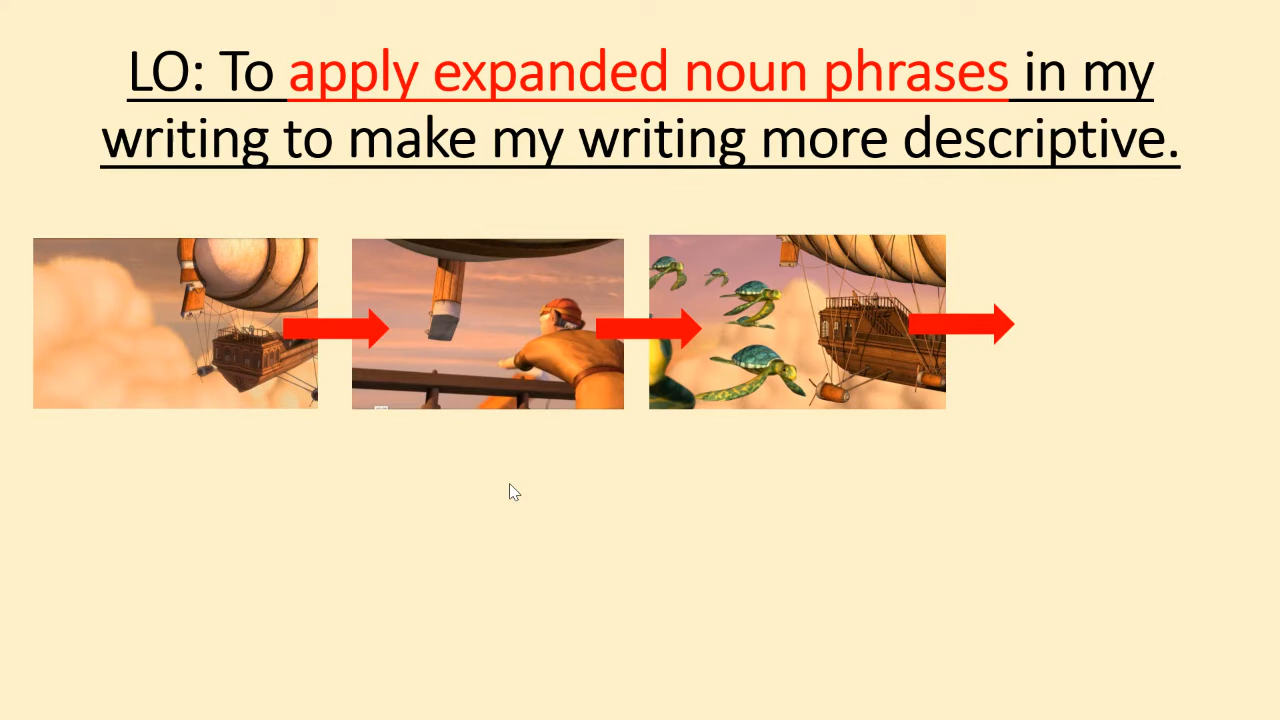 LO: To apply expanded noun phrases in my
writing to make my writing more descriptive.